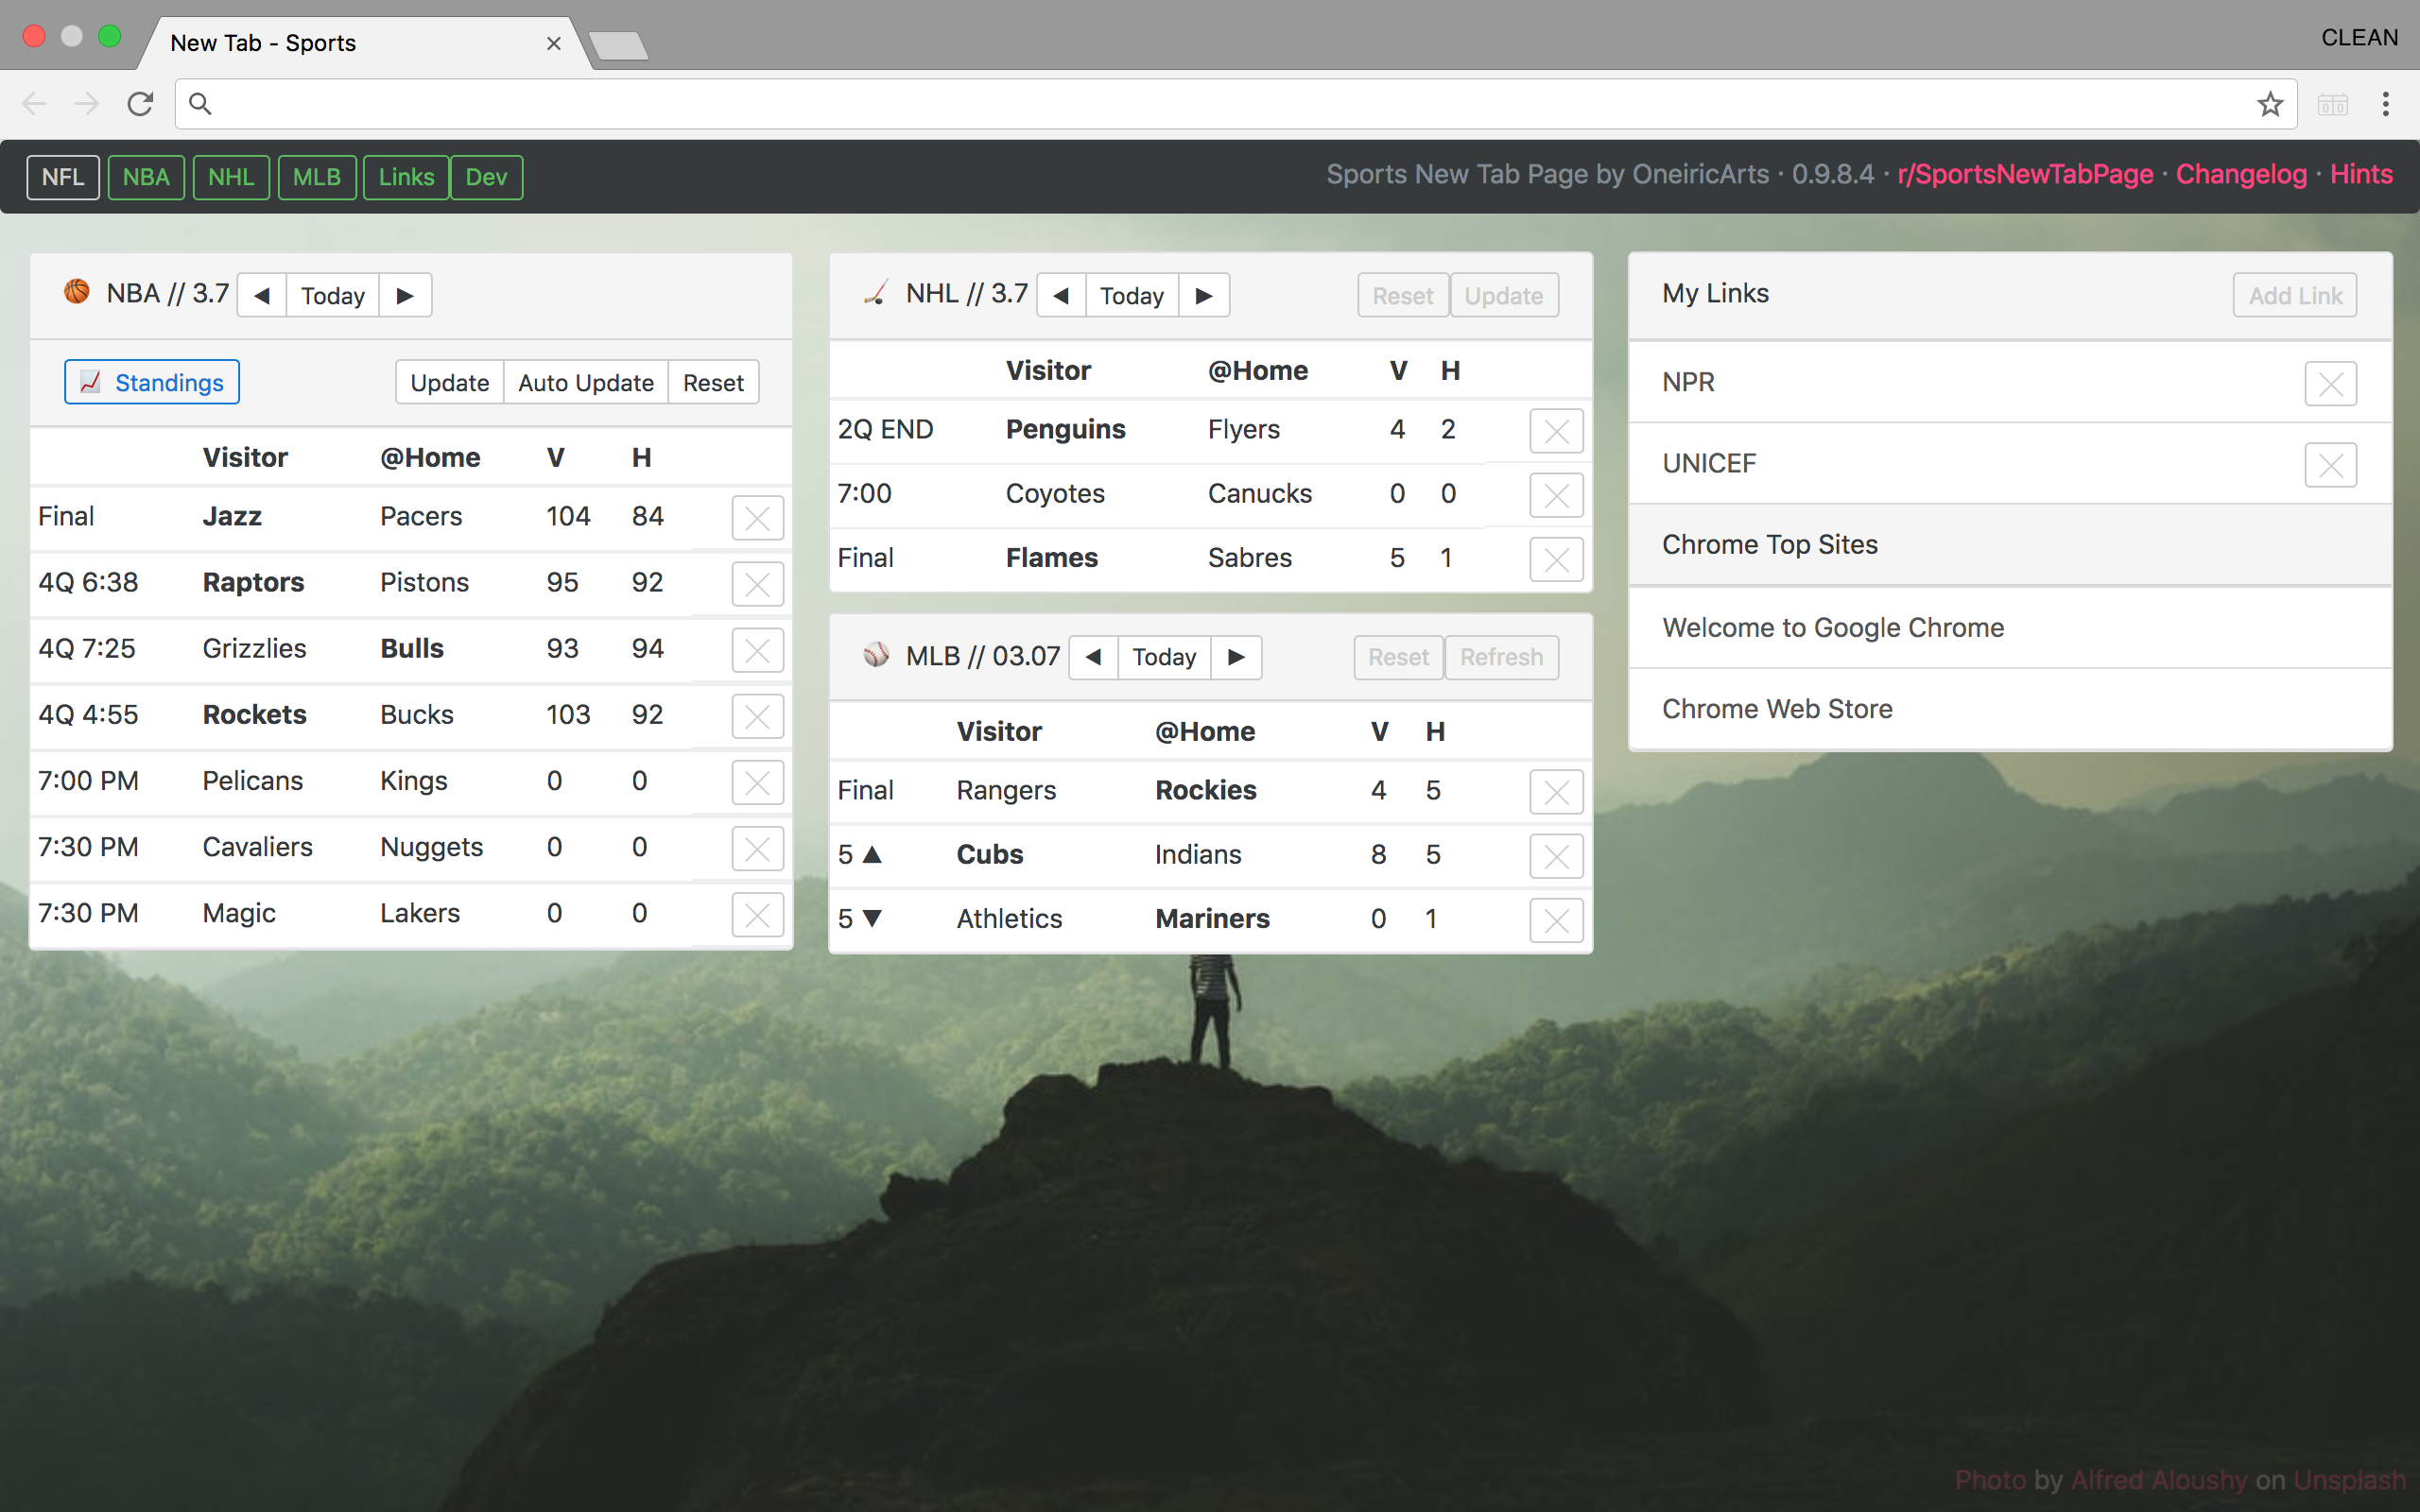 New Tab - Sports
CLEAN
NFL NBA NHL MLB Links Dev
Sports New Tab Page by OneiricArts · 0.9.8.4 · r/SportsNewTabPage · Changelog · Hints
NBA // 3.7 ◀ Today ▶
Standings Update Auto Update Reset
Visitor @Home V H
Final Jazz Pacers 104 84
4Q 6:38 Raptors Pistons 95 92
4Q 7:25 Grizzlies Bulls 93 94
4Q 4:55 Rockets Bucks 103 92
7:00 PM Pelicans Kings 0 0
7:30 PM Cavaliers Nuggets 0 0
7:30 PM Magic Lakers 0 0
NHL // 3.7 ◀ Today ▶ Reset Update
Visitor @Home V H
2Q END Penguins Flyers 4 2
7:00 Coyotes Canucks 0 0
Final Flames Sabres 5 1
MLB // 03.07 ◀ Today ▶ Reset Refresh
Visitor @Home V H
Final Rangers Rockies 4 5
5 ▲ Cubs Indians 8 5
5 ▼ Athletics Mariners 0 1
My Links Add Link
NPR
UNICEF
Chrome Top Sites
Welcome to Google Chrome
Chrome Web Store
Photo by Alfred Aloushy on Unsplash